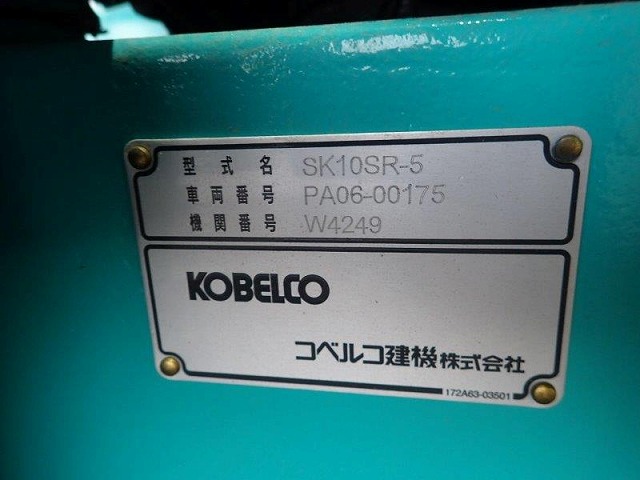 型式名 SK10SR-5
車両番号 PA06-00175
機関番号 W4249
KOBELCO
コベルコ建機株式会社
172A63-03501